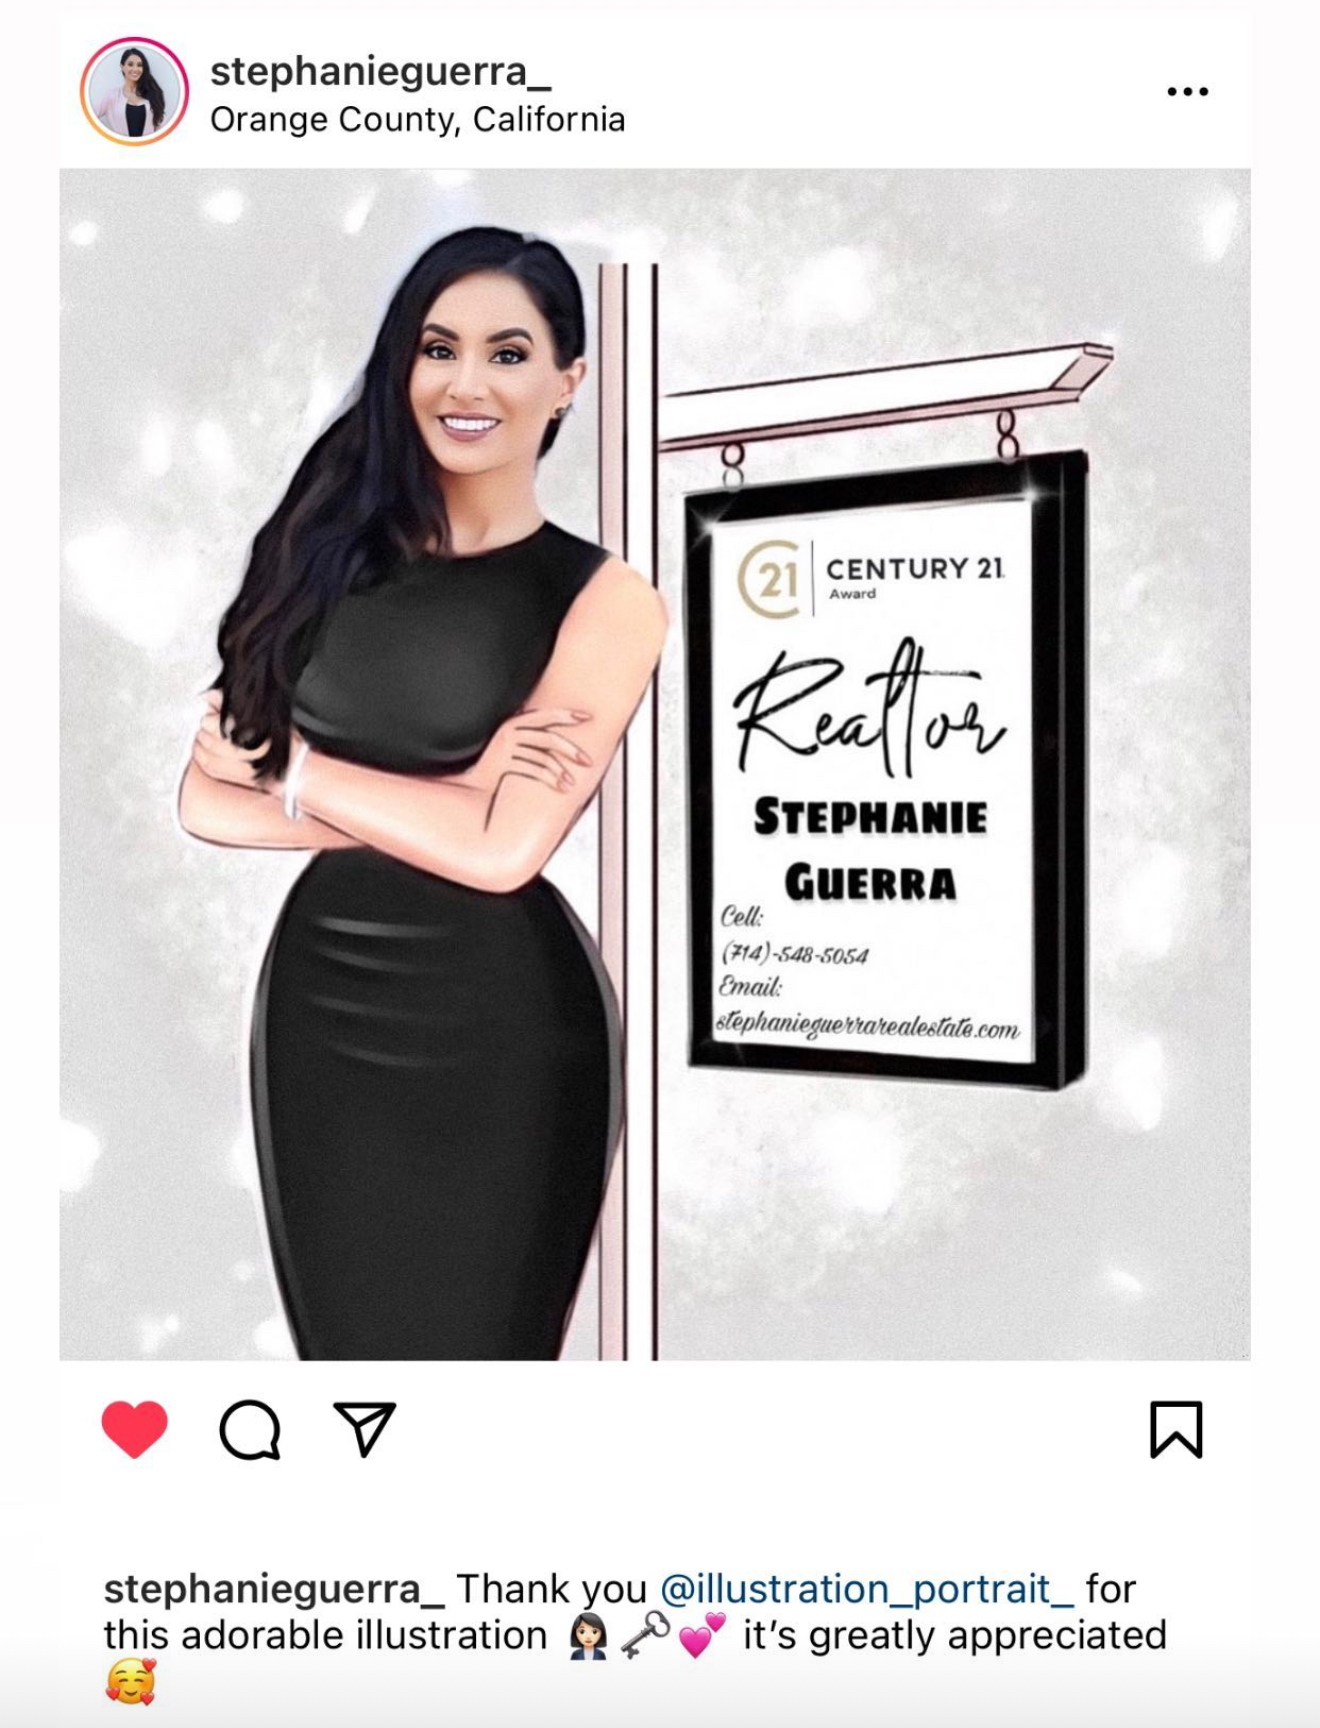 stephanieguerra_
Orange County, California
21
CENTURY 21.
Award
Realtor
STEPHANIE
GUERRA
Cell:
(714)-548-5054
Email:
stephanieguerrarealestate.com
stephanieguerra_ Thank you @illustration_portrait_ for
this adorable illustration 👩🏻‍💼🗝️💕 it’s greatly appreciated
🥰